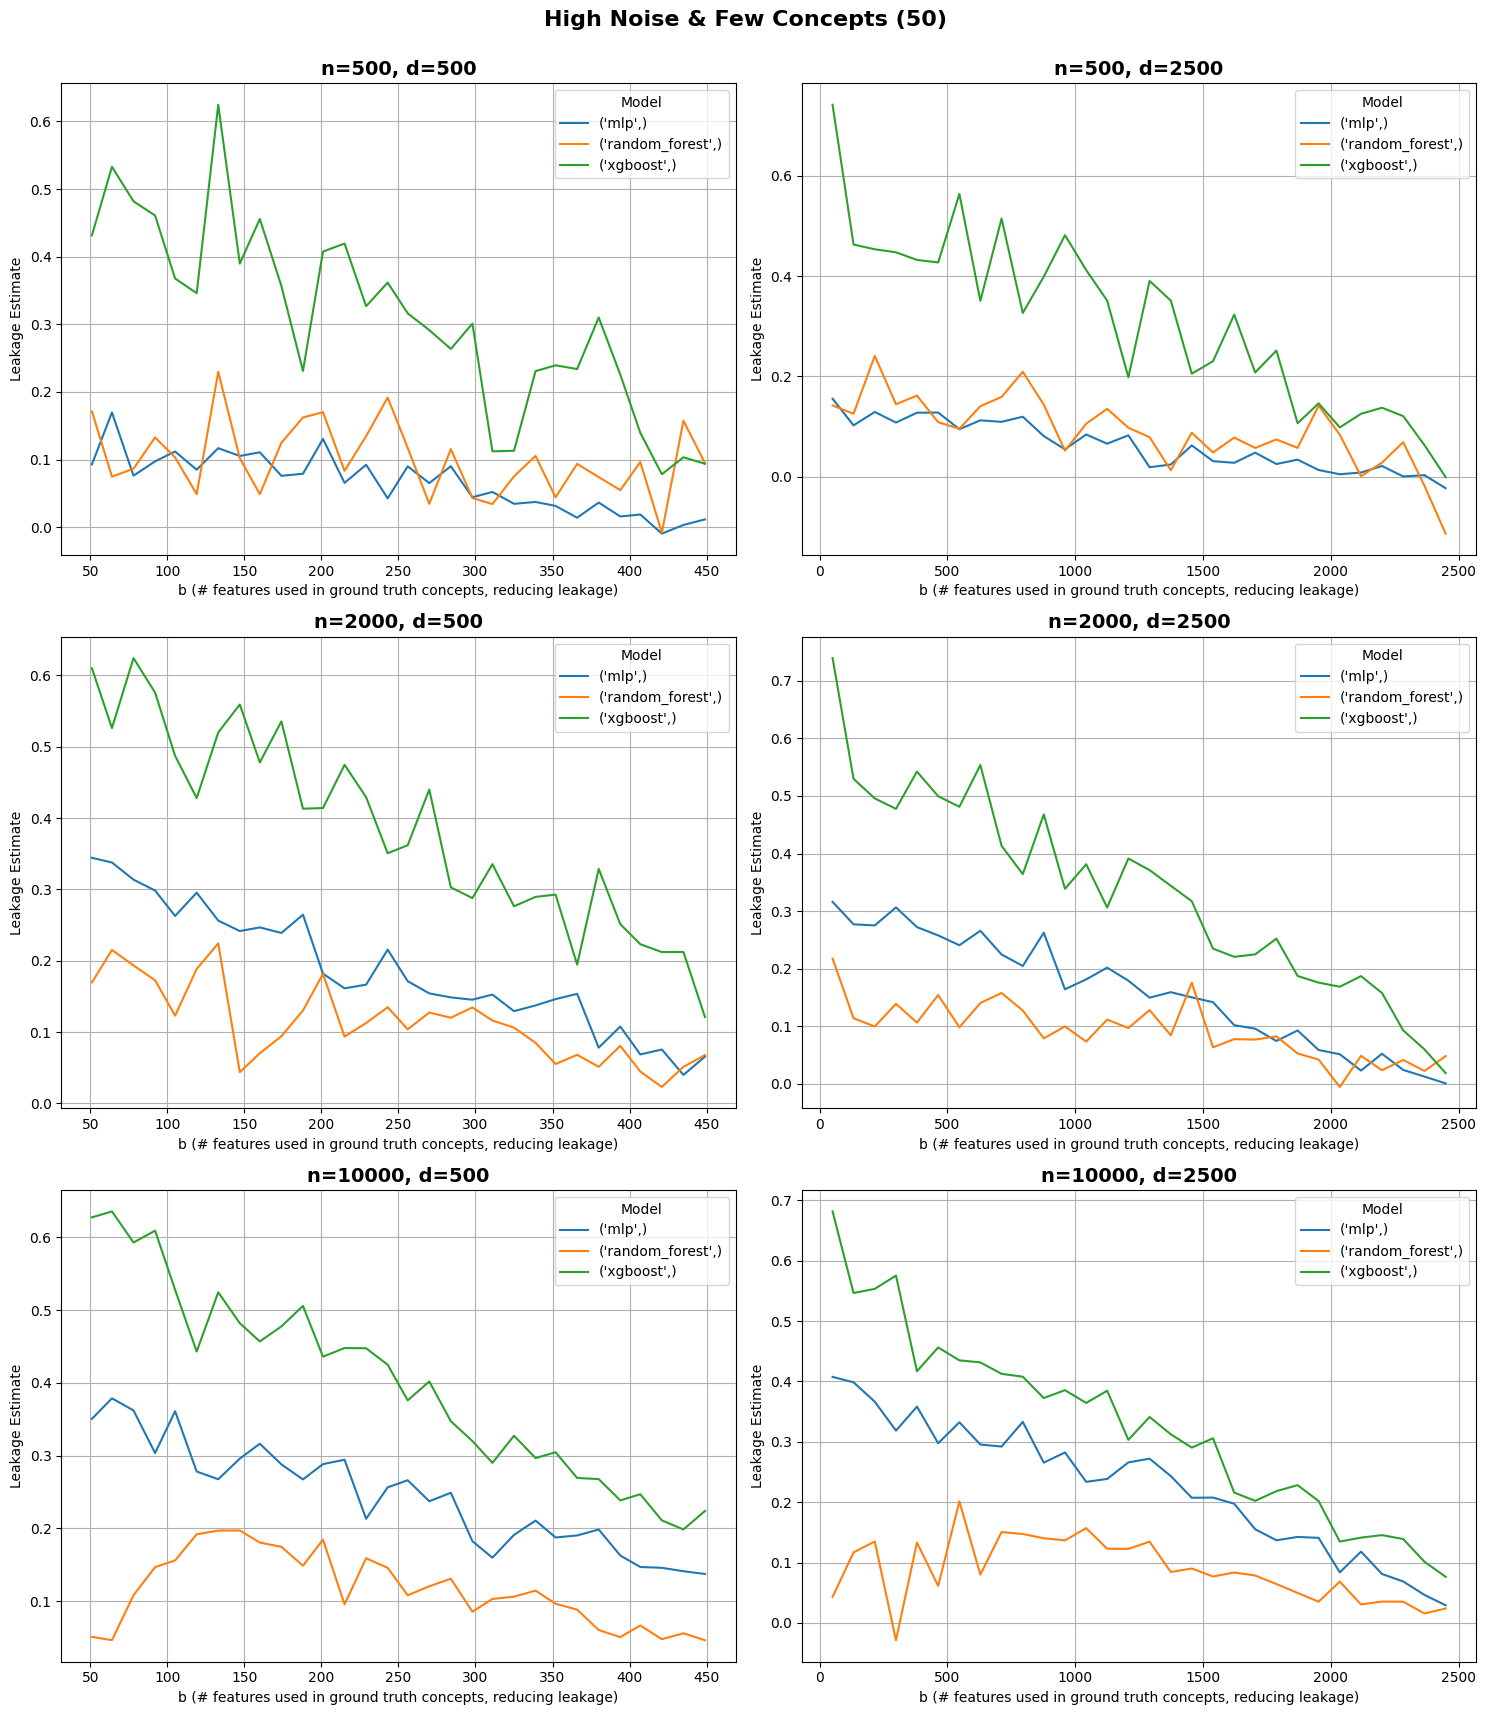 High Noise & Few Concepts (50)
n=500, d=500
Leakage Estimate
0.6
0.5
0.4
0.3
0.2
0.1
0.0
Model
('mlp',)
('random_forest',)
('xgboost',)
50 100 150 200 250 300 350 400 450
b (# features used in ground truth concepts, reducing leakage)
n=500, d=2500
Leakage Estimate
0.6
0.4
0.2
0.0
Model
('mlp',)
('random_forest',)
('xgboost',)
0 500 1000 1500 2000 2500
b (# features used in ground truth concepts, reducing leakage)
n=2000, d=500
Leakage Estimate
0.6
0.5
0.4
0.3
0.2
0.1
0.0
Model
('mlp',)
('random_forest',)
('xgboost',)
50 100 150 200 250 300 350 400 450
b (# features used in ground truth concepts, reducing leakage)
n=2000, d=2500
Leakage Estimate
0.7
0.6
0.5
0.4
0.3
0.2
0.1
0.0
Model
('mlp',)
('random_forest',)
('xgboost',)
0 500 1000 1500 2000 2500
b (# features used in ground truth concepts, reducing leakage)
n=10000, d=500
Leakage Estimate
0.6
0.5
0.4
0.3
0.2
0.1
Model
('mlp',)
('random_forest',)
('xgboost',)
50 100 150 200 250 300 350 400 450
b (# features used in ground truth concepts, reducing leakage)
n=10000, d=2500
Leakage Estimate
0.7
0.6
0.5
0.4
0.3
0.2
0.1
0.0
Model
('mlp',)
('random_forest',)
('xgboost',)
0 500 1000 1500 2000 2500
b (# features used in ground truth concepts, reducing leakage)